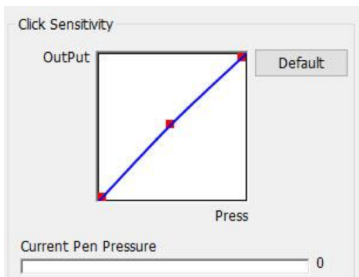 Click Sensitivity
OutPut
Default
Press
Current Pen Pressure
0